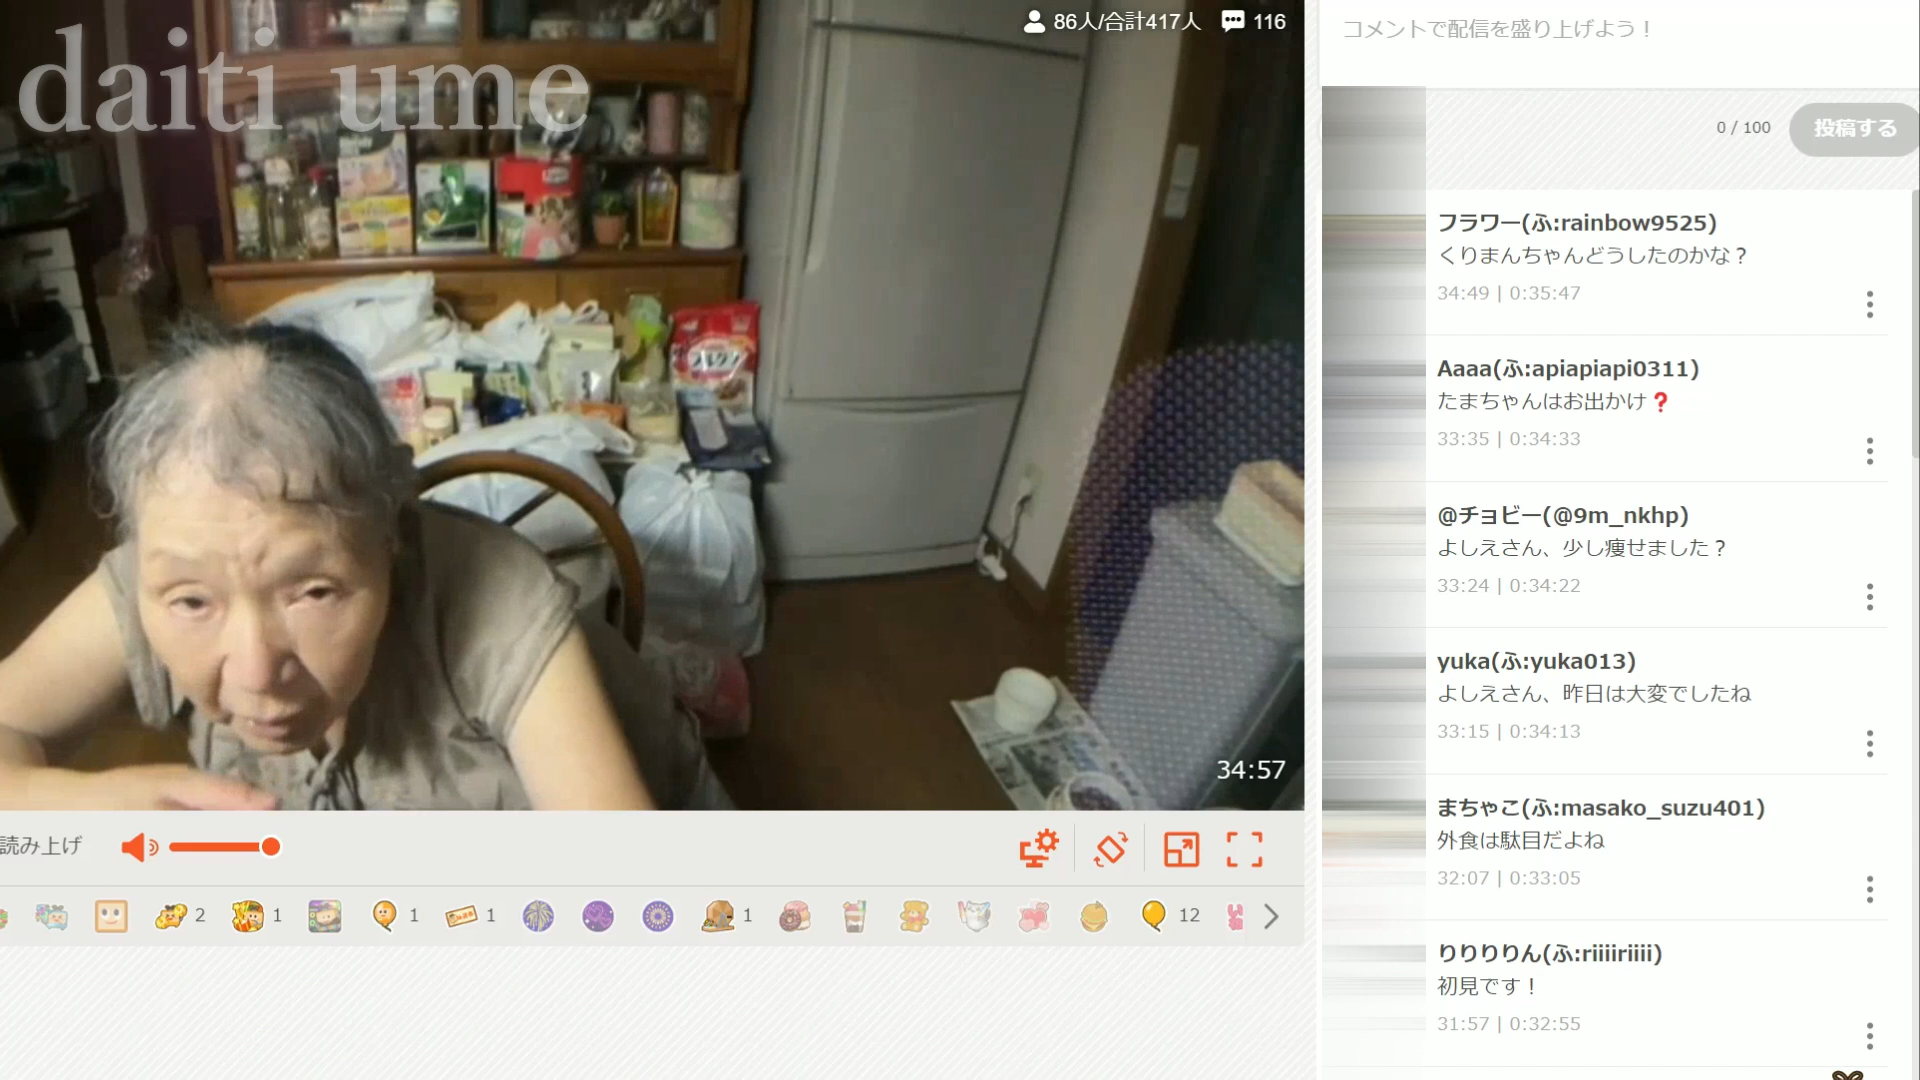 daiti ume
86人/合計417人 116
34:57
読み上げ
2
1
1
1
1
12
コメントで配信を盛り上げよう！
0 / 100
投稿する
フラワー(ふ:rainbow9525)
くりまんちゃんどうしたのかな？
34:49 | 0:35:47
Aaaa(ふ:apiapiapi0311)
たまちゃんはお出かけ❓
33:35 | 0:34:33
@チョビー(@9m_nkhp)
よしえさん、少し痩せました？
33:24 | 0:34:22
yuka(ふ:yuka013)
よしえさん、昨日は大変でしたね
33:15 | 0:34:13
まちゃこ(ふ:masako_suzu401)
外食は駄目だよね
32:07 | 0:33:05
りりりりん(ふ:riiiiriiii)
初見です！
31:57 | 0:32:55